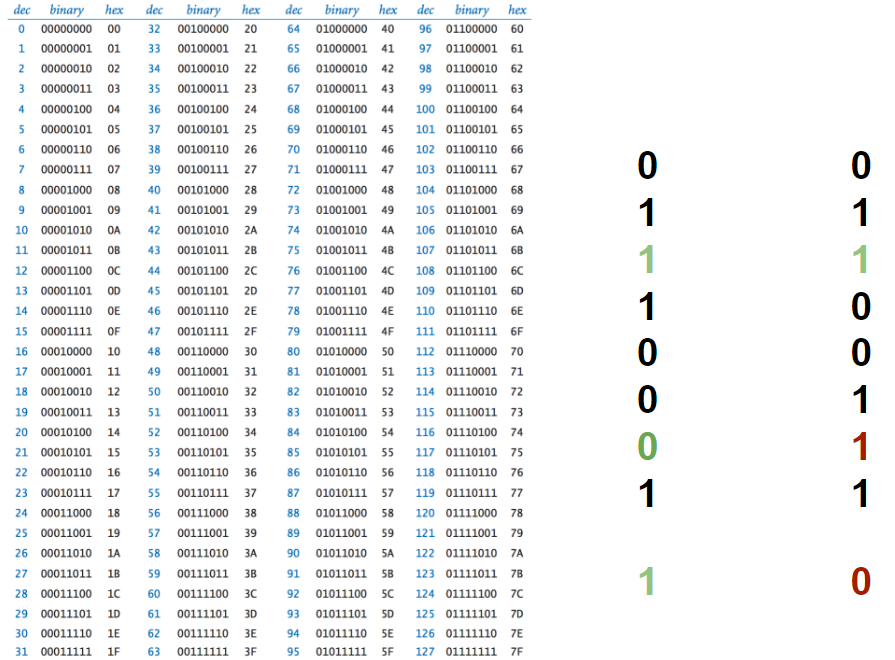 dec binary hex dec binary hex dec binary hex dec binary hex
0 00000000 00 32 00100000 20 64 01000000 40 96 01100000 60
1 00000001 01 33 00100001 21 65 01000001 41 97 01100001 61
2 00000010 02 34 00100010 22 66 01000010 42 98 01100010 62
3 00000011 03 35 00100011 23 67 01000011 43 99 01100011 63
4 00000100 04 36 00100100 24 68 01000100 44 100 01100100 64
5 00000101 05 37 00100101 25 69 01000101 45 101 01100101 65
6 00000110 06 38 00100110 26 70 01000110 46 102 01100110 66
7 00000111 07 39 00100111 27 71 01000111 47 103 01100111 67
8 00001000 08 40 00101000 28 72 01001000 48 104 01101000 68
9 00001001 09 41 00101001 29 73 01001001 49 105 01101001 69
10 00001010 0A 42 00101010 2A 74 01001010 4A 106 01101010 6A
11 00001011 0B 43 00101011 2B 75 01001011 4B 107 01101011 6B
12 00001100 0C 44 00101100 2C 76 01001100 4C 108 01101100 6C
13 00001101 0D 45 00101101 2D 77 01001101 4D 109 01101101 6D
14 00001110 0E 46 00101110 2E 78 01001110 4E 110 01101110 6E
15 00001111 0F 47 00101111 2F 79 01001111 4F 111 01101111 6F
16 00010000 10 48 00110000 30 80 01010000 50 112 01110000 70
17 00010001 11 49 00110001 31 81 01010001 51 113 01110001 71
18 00010010 12 50 00110010 32 82 01010010 52 114 01110010 72
19 00010011 13 51 00110011 33 83 01010011 53 115 01110011 73
20 00010100 14 52 00110100 34 84 01010100 54 116 01110100 74
21 00010101 15 53 00110101 35 85 01010101 55 117 01110101 75
22 00010110 16 54 00110110 36 86 01010110 56 118 01110110 76
23 00010111 17 55 00110111 37 87 01010111 57 119 01110111 77
24 00011000 18 56 00111000 38 88 01011000 58 120 01111000 78
25 00011001 19 57 00111001 39 89 01011001 59 121 01111001 79
26 00011010 1A 58 00111010 3A 90 01011010 5A 122 01111010 7A
27 00011011 1B 59 00111011 3B 91 01011011 5B 123 01111011 7B
28 00011100 1C 60 00111100 3C 92 01011100 5C 124 01111100 7C
29 00011101 1D 61 00111101 3D 93 01011101 5D 125 01111101 7D
30 00011110 1E 62 00111110 3E 94 01011110 5E 126 01111110 7E
31 00011111 1F 63 00111111 3F 95 01011111 5F 127 01111111 7F
0 0
1 1
1 1
1 0
0 0
0 1
0 1
1 1
1 0